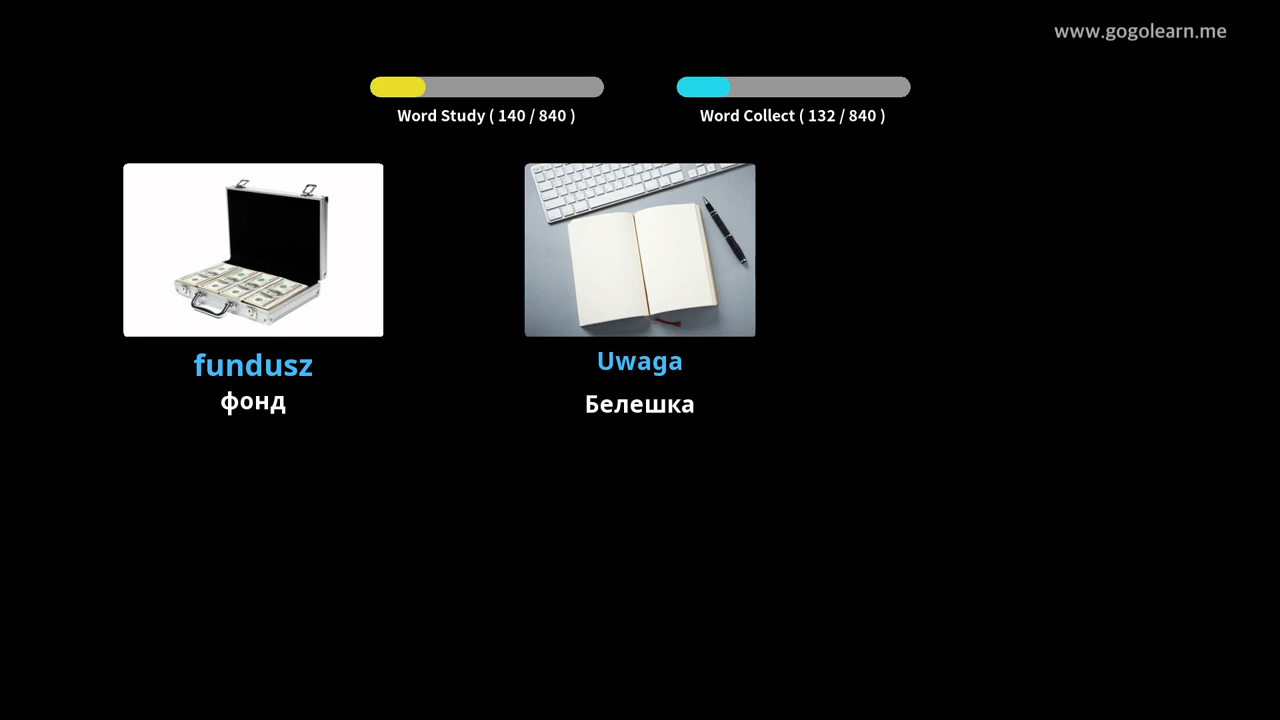 www.gogolearn.me
Word Study ( 140 / 840 )
Word Collect ( 132 / 840 )
fundusz
фонд
Uwaga
Белешка